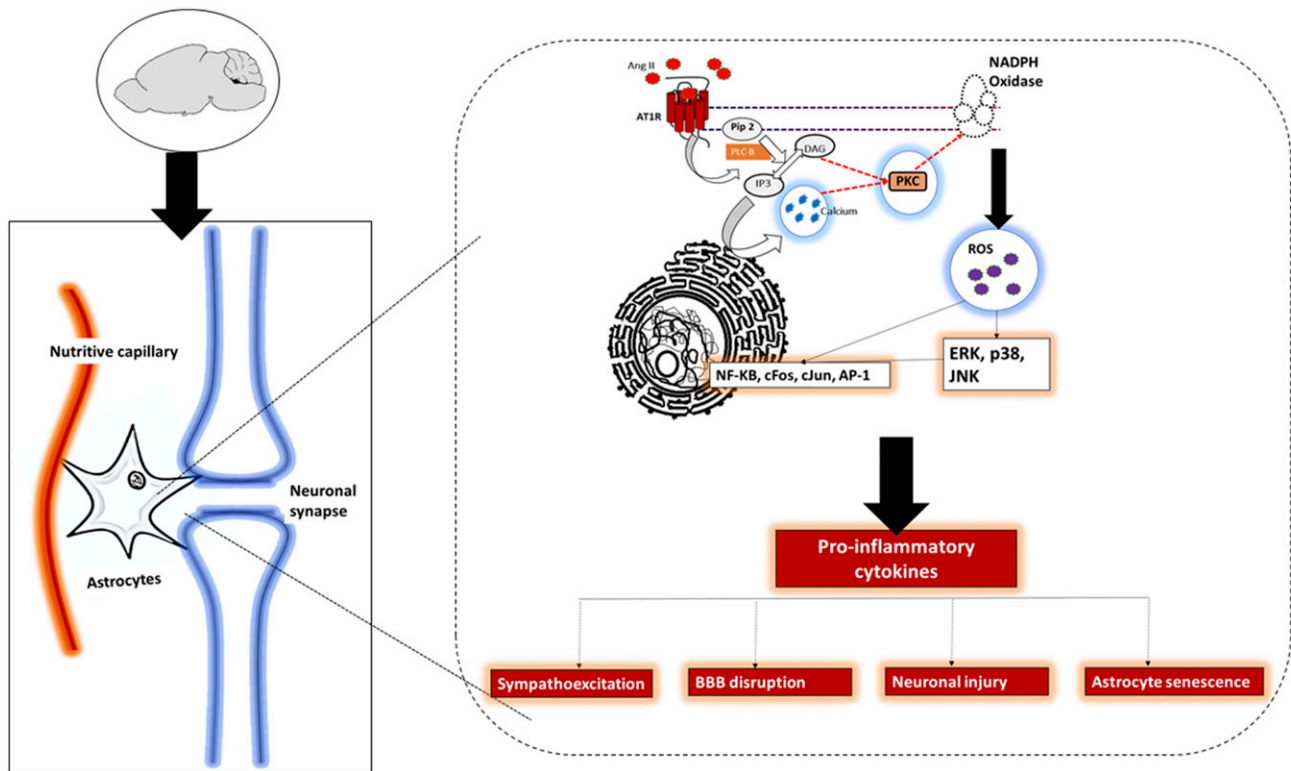 Nutritive capillary
Astrocytes
Neuronal
synapse
Ang II
AT1R
NADPH
Oxidase
Pip 2
PLC-B
DAG
IP3
Calcium
PKC
ROS
ERK, p38,
JNK
NF-KB, cFos, cJun, AP-1
Pro-inflammatory
cytokines
Sympathoexcitation
BBB disruption
Neuronal injury
Astrocyte senescence